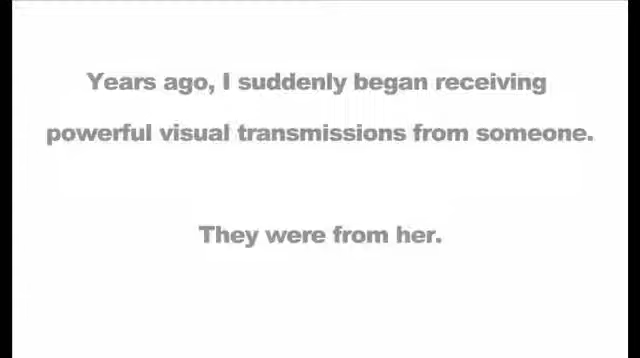 Years ago, I suddenly began receiving
powerful visual transmissions from someone.
They were from her.